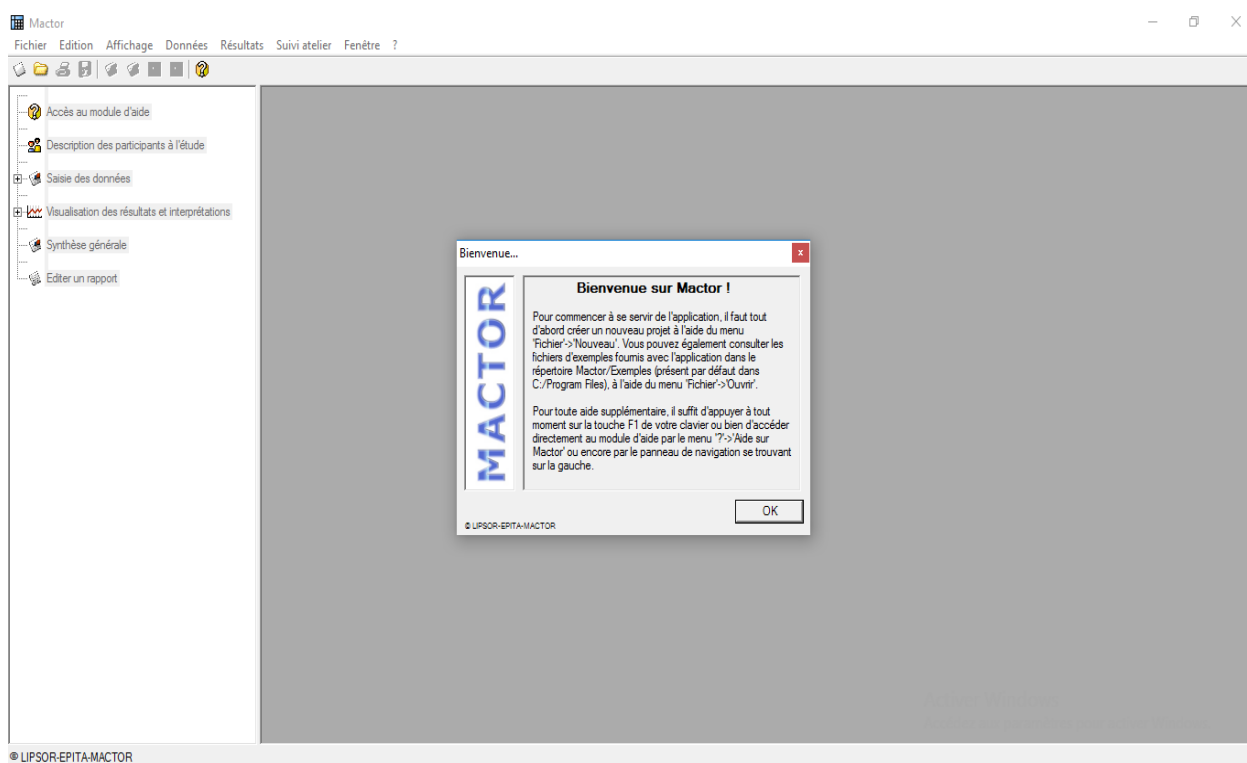 Mactor
Fichier Edition Affichage Données Résultats Suivi atelier Fenêtre ?
Accès au module d'aide
Description des participants à l'étude
Saisie des données
Visualisation des résultats et interprétations
Synthèse générale
Editer un rapport
Bienvenue...
MACTOR
Bienvenue sur Mactor !
Pour commencer à se servir de l'application, il faut tout
d'abord créer un nouveau projet à l'aide du menu
'Fichier'->'Nouveau'. Vous pouvez également consulter les
fichiers d'exemples fournis avec l'application dans le
répertoire Mactor/Exemples (présent par défaut dans
C:/Program Files), à l'aide du menu 'Fichier'->'Ouvrir'.
Pour toute aide supplémentaire, il suffit d'appuyer à tout
moment sur la touche F1 de votre clavier ou bien d'accéder
directement au module d'aide par le menu '?'->'Aide sur
Mactor' ou encore par le panneau de navigation se trouvant
sur la gauche.
OK
© LIPSOR-EPITA-MACTOR
© LIPSOR-EPITA-MACTOR